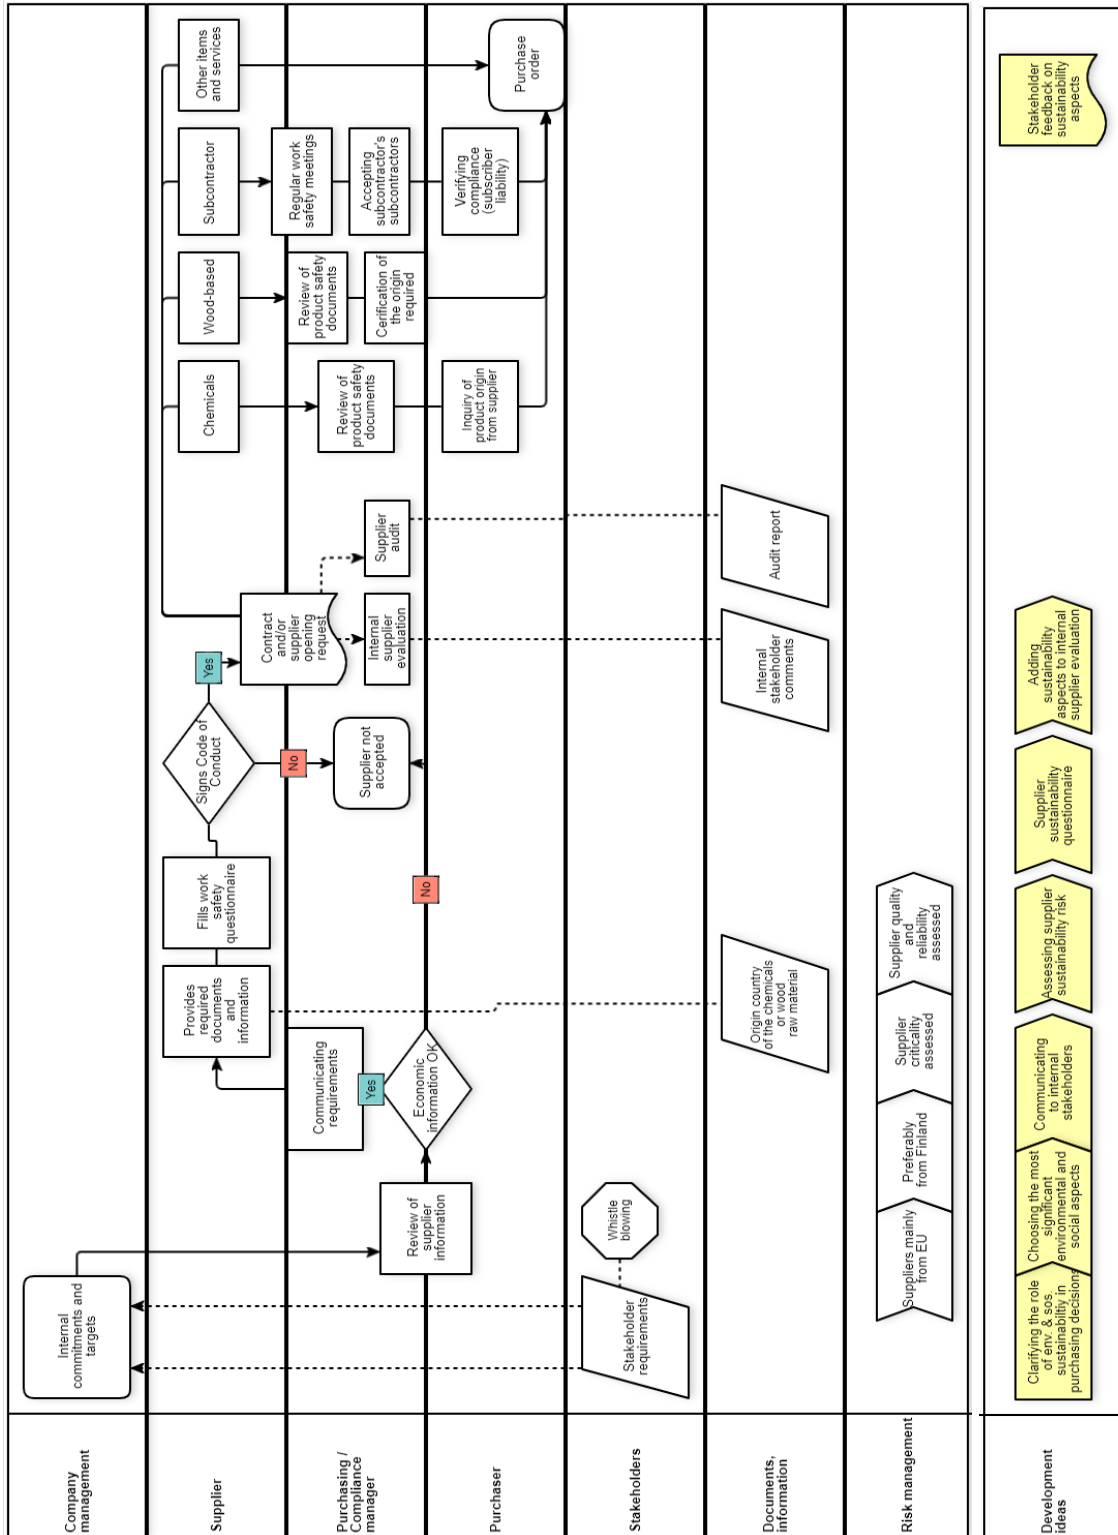 Company
management
Internal
commitments and
targets
Supplier
Provides
required
documents
and
information
Fills work
safety
questionnaire
Signs Code of
Conduct
Yes
Chemicals
Wood-based
Subcontractor
Other items
and services
Purchasing /
Compliance
manager
Communicating
requirements
Yes
No
Supplier not
accepted
Contract
and/or
supplier
opening
request
Internal
supplier
evaluation
Supplier
audit
Review of
product safety
documents
Review of
product safety
documents
Cerification of
the origin
required
Regular work
safety meetings
Accepting
subcontractor's
subcontractors
Purchaser
Review of
supplier
information
Economic
information OK
No
Inquiry of
product origin
from supplier
Verifying
compliance
(subscriber
liability)
Purchase
order
Stakeholders
Stakeholder
requirements
Whistle
blowing
Documents,
information
Origin country
of the chemicals
or wood
raw material
Internal
stakeholder
comments
Audit report
Risk management
Suppliers mainly
from EU
Preferably
from Finland
Supplier
criticality
assessed
Supplier quality
and
reliability
assessed
Development
ideas
Clarifying the role
of env. & sos.
sustainabiltiy in
purchasing decisions
Choosing the most
significant
environmental and
social aspects
Communicating
to internal
stakeholders
Assessing supplier
sustainability risk
Supplier
sustainability
questionnaire
Adding
sustainability
aspects to internal
supplier evaluation
Stakeholder
feedback on
sustainability
aspects